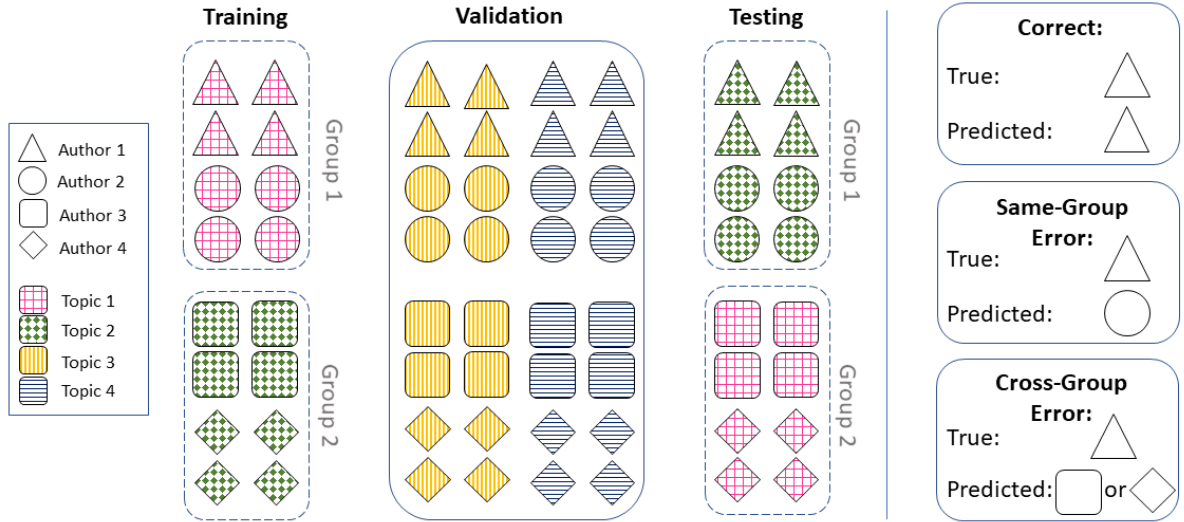 Training
Validation
Testing
Author 1
Author 2
Author 3
Author 4
Topic 1
Topic 2
Topic 3
Topic 4
Group 1
Group 2
Group 1
Group 2
Correct:
True:
Predicted:
Same-Group
Error:
True:
Predicted:
Cross-Group
Error:
True:
Predicted: or